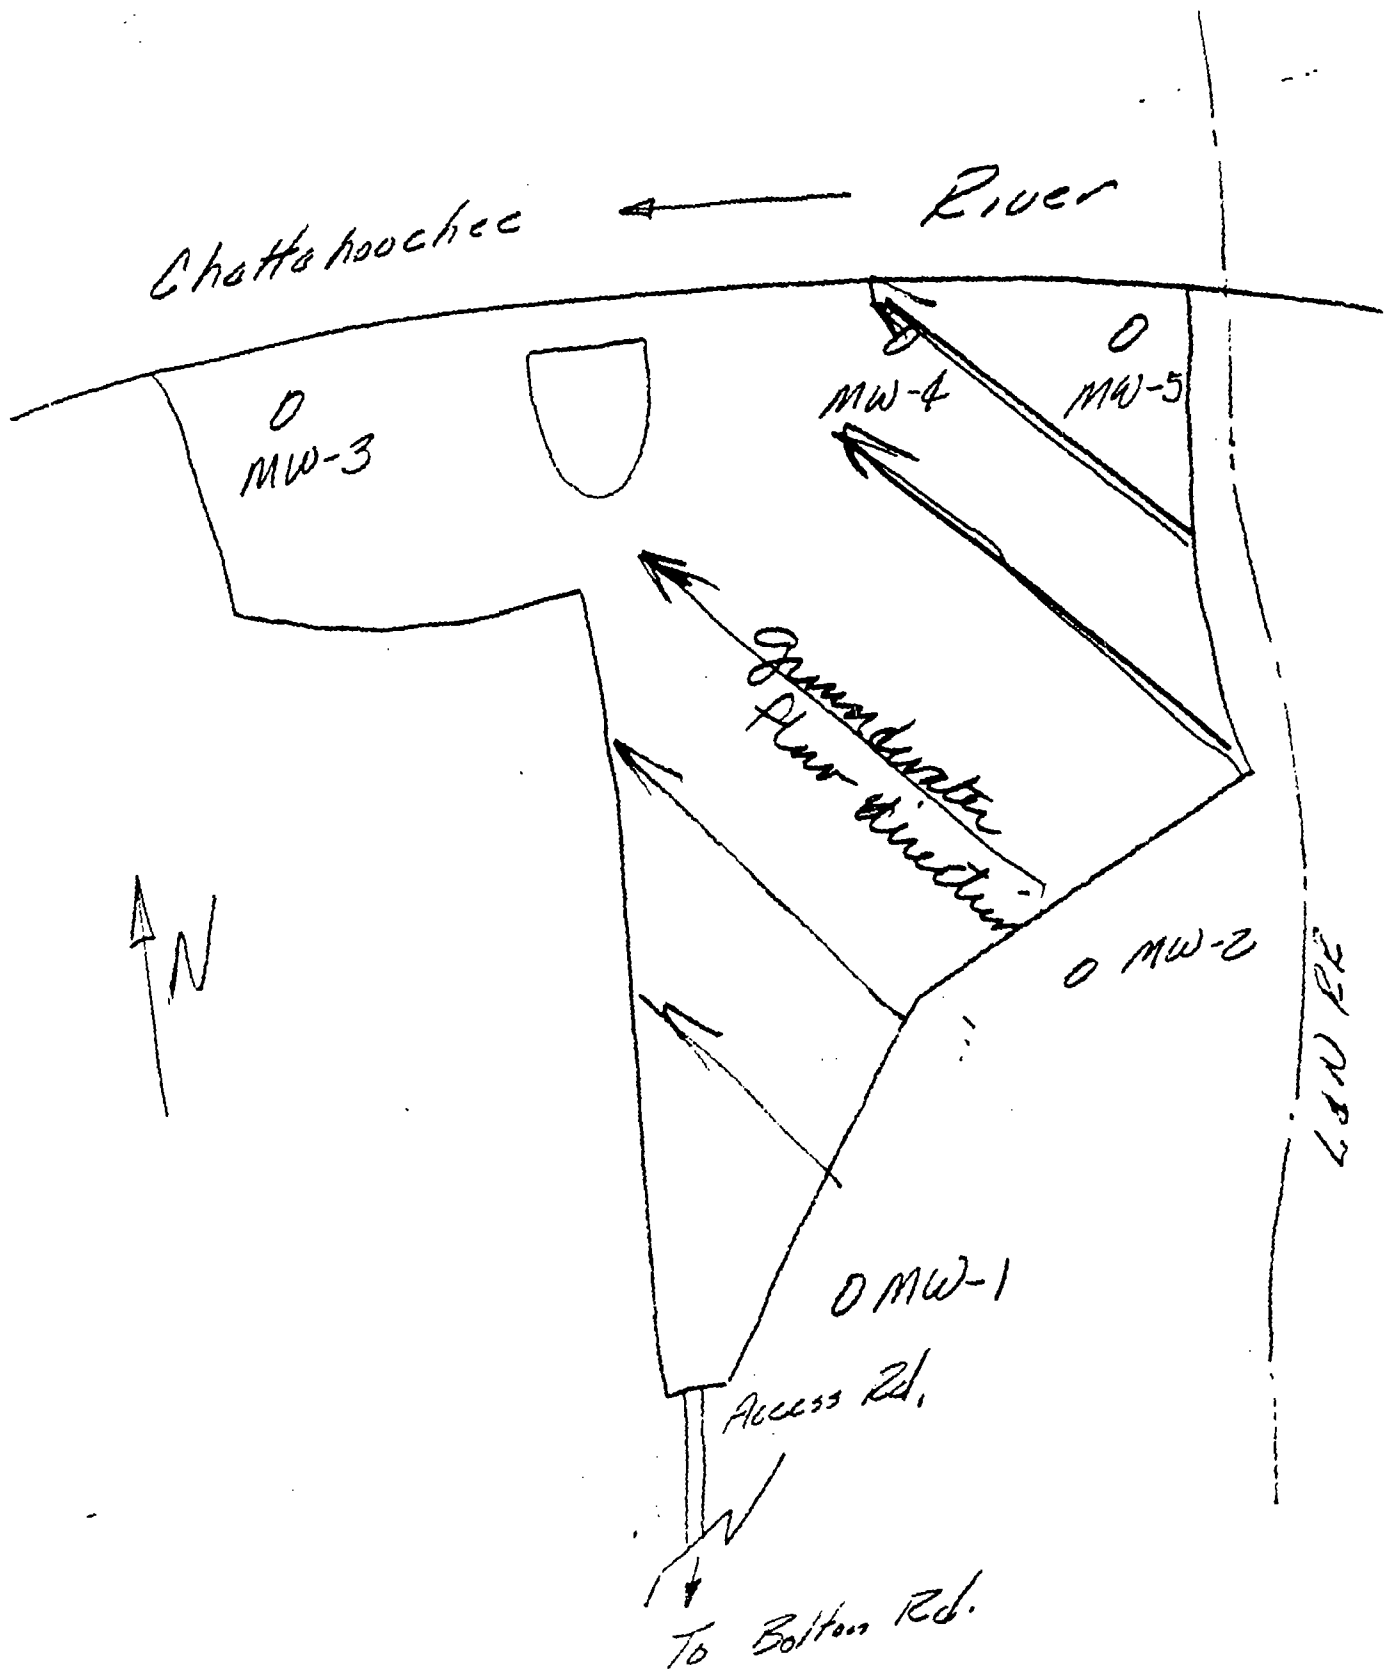 Chattahoochee River
MW-3
MW-4
MW-5
groundwater
flow direction
N
MW-2
L&N RR
MW-1
Access Rd.
To Bolton Rd.